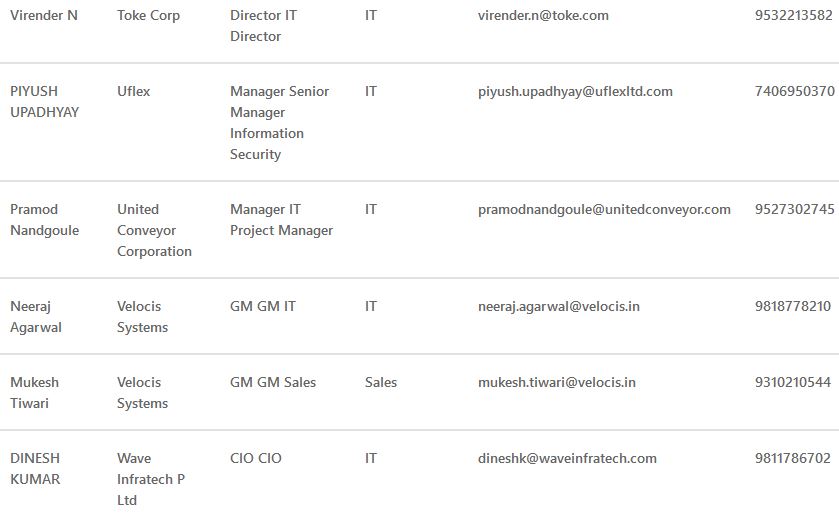 Virender N Toke Corp Director IT IT virender.n@toke.com 9532213582
Director
PIYUSH Uflex Manager Senior IT piyush.upadhyay@uflexltd.com 7406950370
UPADHYAY Manager
Information
Security
Pramod United Manager IT IT pramodnandgoule@unitedconveyor.com 9527302745
Nandgoule Conveyor Project Manager
Corporation
Neeraj Velocis GM GM IT IT neeraj.agarwal@velocis.in 9818778210
Agarwal Systems
Mukesh Velocis GM GM Sales Sales mukesh.tiwari@velocis.in 9310210544
Tiwari Systems
DINESH Wave CIO CIO IT dineshk@waveinfratech.com 9811786702
KUMAR Infratech P
Ltd